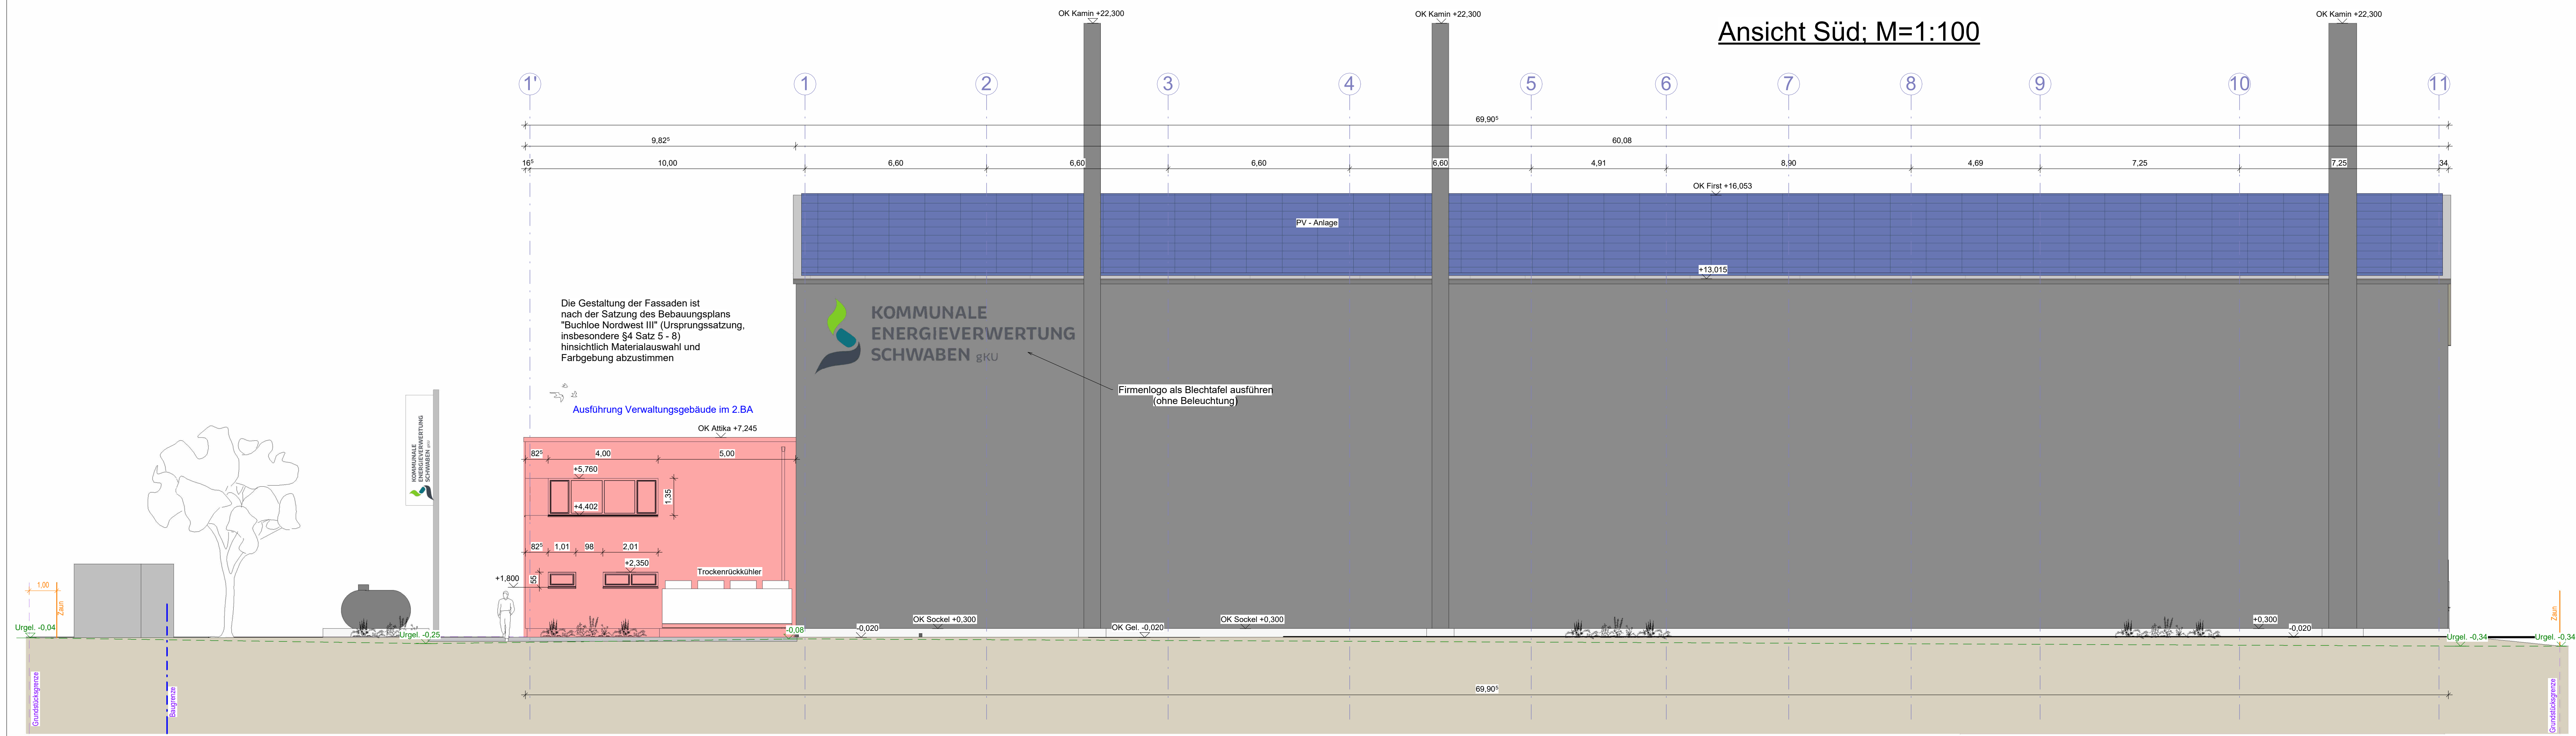 OK Kamin +22,300
OK Kamin +22,300
OK Kamin +22,300
Ansicht Süd; M=1:100
1'
1
2
3
4
5
6
7
8
9
10
11
69,90⁵
9,82⁵
60,08
16⁵
10,00
6,60
6,60
6,60
6,60
4,91
8,90
4,69
7,25
7,25
34
OK First +16,053
PV - Anlage
+13,015
Die Gestaltung der Fassaden ist
nach der Satzung des Bebauungsplans
"Buchloe Nordwest III" (Ursprungssatzung,
insbesondere §4 Satz 5 - 8)
hinsichtlich Materialauswahl und
Farbgebung abzustimmen
KOMMUNALE
ENERGIEVERWERTUNG
SCHWABEN gKU
Firmenlogo als Blechtafel ausführen
(ohne Beleuchtung)
Ausführung Verwaltungsgebäude im 2.BA
OK Attika +7,245
KOMMUNALE
ENERGIEVERWERTUNG
SCHWABEN gKU
82⁵
4,00
5,00
+5,760
1,35
+4,402
82⁵
1,01
98
2,01
+2,350
55
Trockenrückkühler
+1,800
1,00
Zaun
Zaun
Urgel. -0,04
Urgel. -0,25
-0,08
-0,020
OK Sockel +0,300
OK Gel. -0,020
OK Sockel +0,300
+0,300
-0,020
Urgel. -0,34
Urgel. -0,34
Grundstücksgrenze
Baugrenze
69,90⁵
Grundstücksgrenze